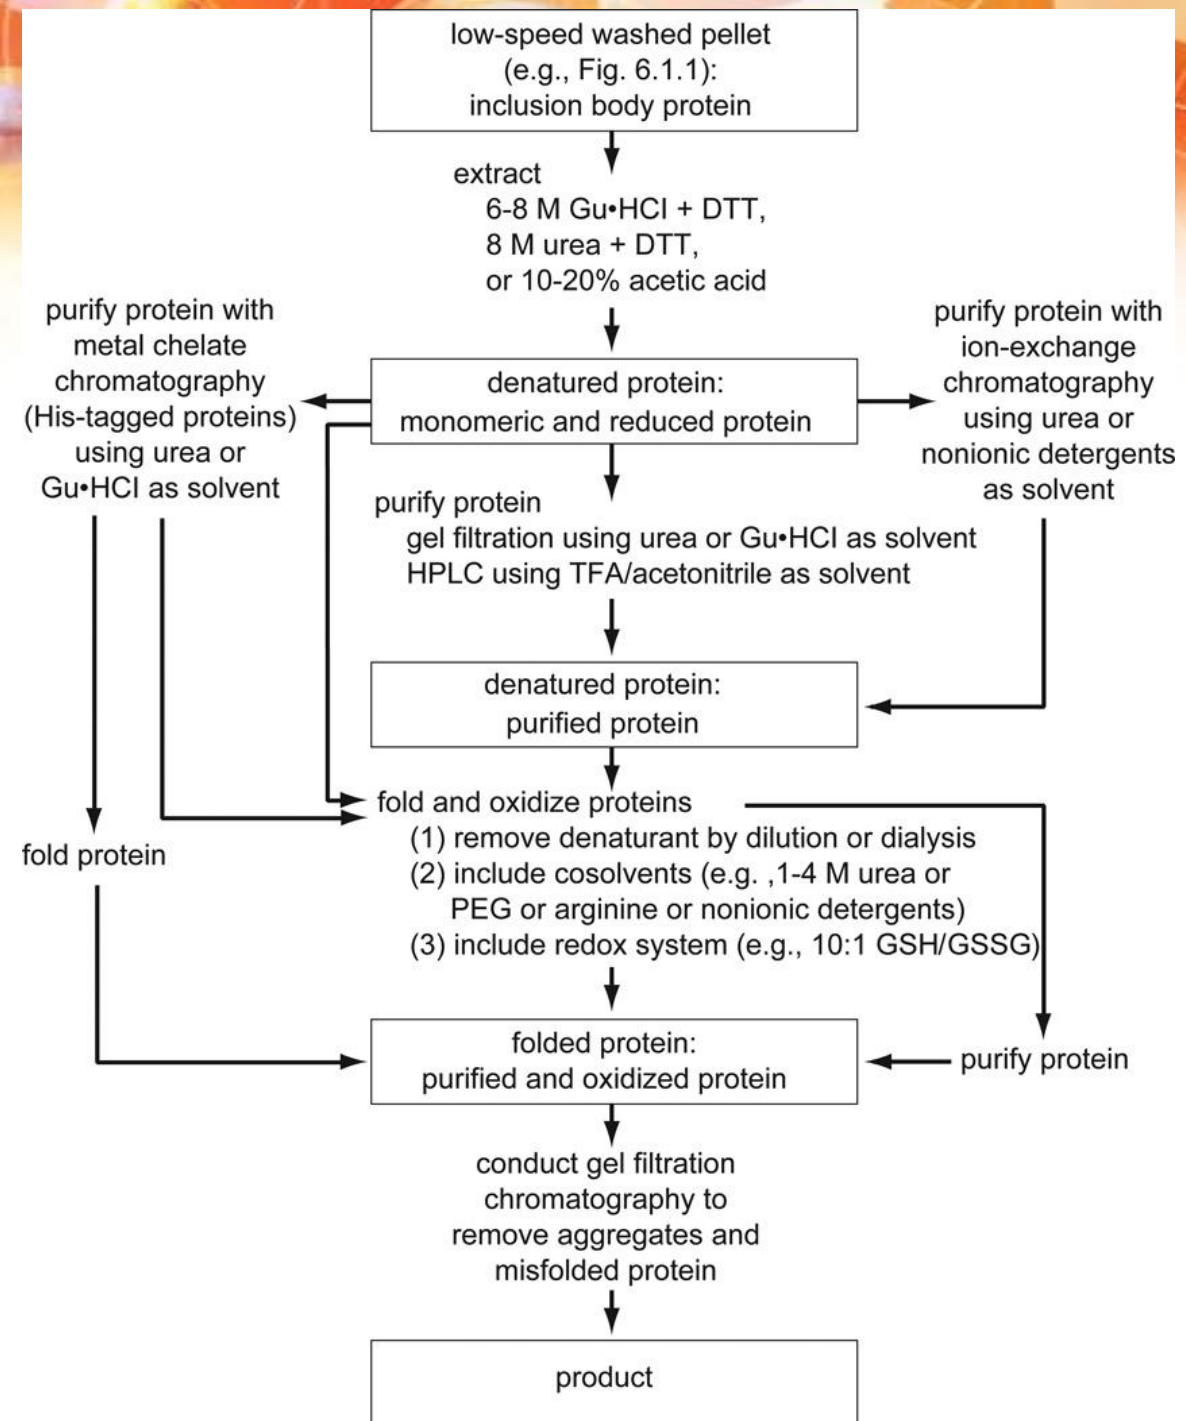 low-speed washed pellet
(e.g., Fig. 6.1.1):
inclusion body protein
extract
6-8 M Gu•HCl + DTT,
8 M urea + DTT,
or 10-20% acetic acid
purify protein with
metal chelate
chromatography
(His-tagged proteins)
using urea or
Gu•HCl as solvent
denatured protein:
monomeric and reduced protein
purify protein with
ion-exchange
chromatography
using urea or
nonionic detergents
as solvent
purify protein
gel filtration using urea or Gu•HCl as solvent
HPLC using TFA/acetonitrile as solvent
denatured protein:
purified protein
fold and oxidize proteins
(1) remove denaturant by dilution or dialysis
(2) include cosolvents (e.g. ,1-4 M urea or
PEG or arginine or nonionic detergents)
(3) include redox system (e.g., 10:1 GSH/GSSG)
fold protein
folded protein:
purified and oxidized protein
purify protein
conduct gel filtration
chromatography to
remove aggregates and
misfolded protein
product